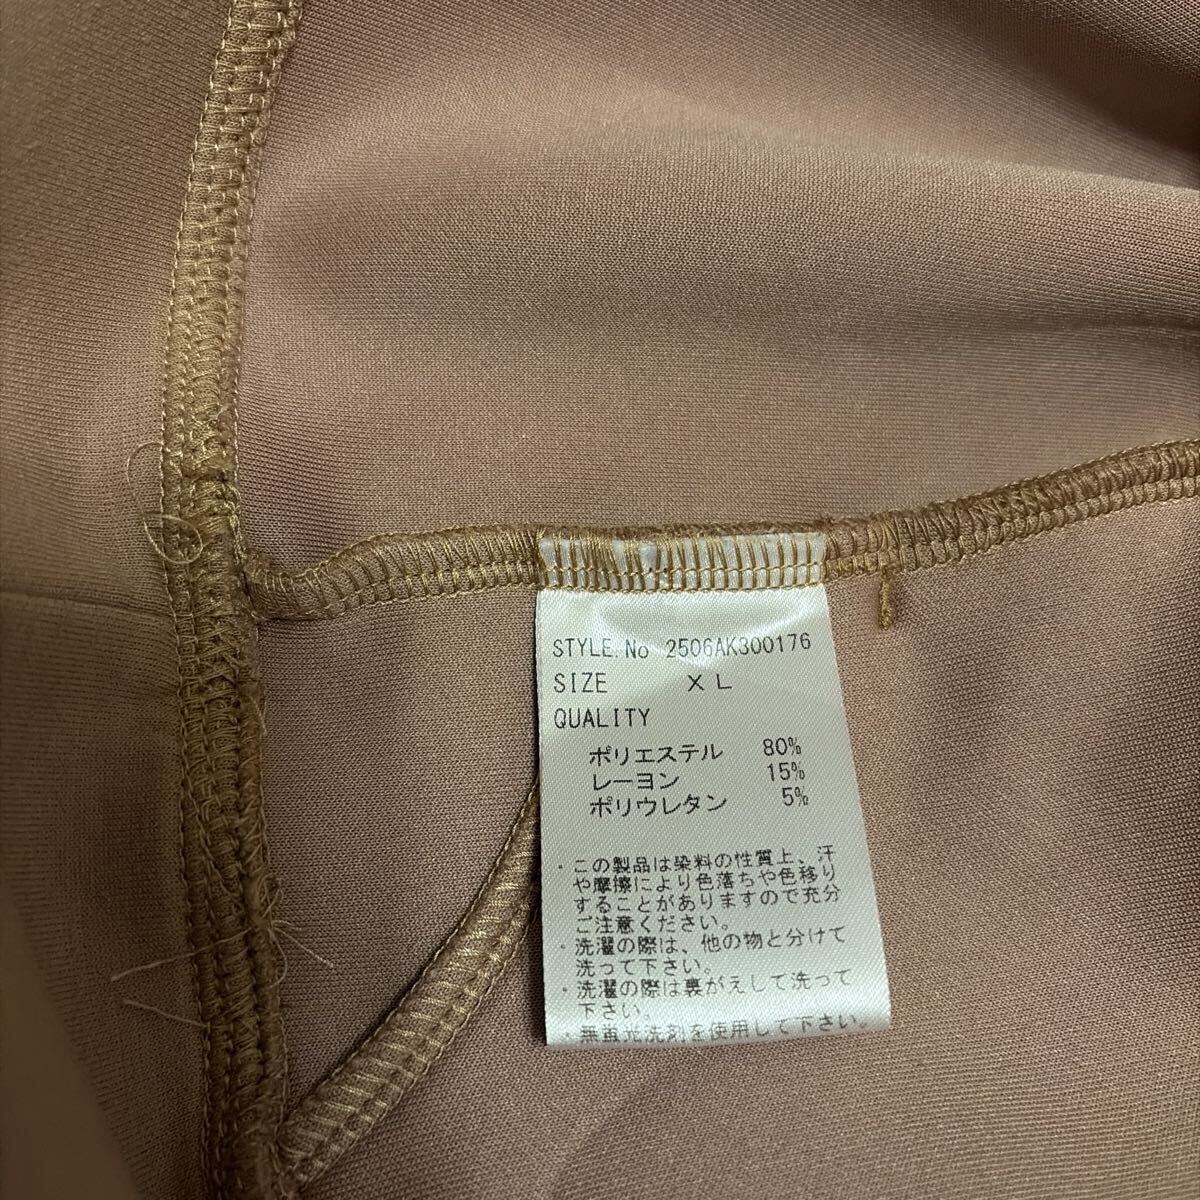 STYLE.No 2506AK300176
SIZE XL
QUALITY
ポリエステル 80%
レーヨン 15%
ポリウレタン 5%
・この製品は染料の性質上、汗
や摩擦により色落ちや色移り
することがありますので充分
ご注意ください。
・洗濯の際は、他の物と分けて
洗って下さい。
・洗濯の際は裏がえして洗って
下さい。
・無蛍光洗剤を使用して下さい。